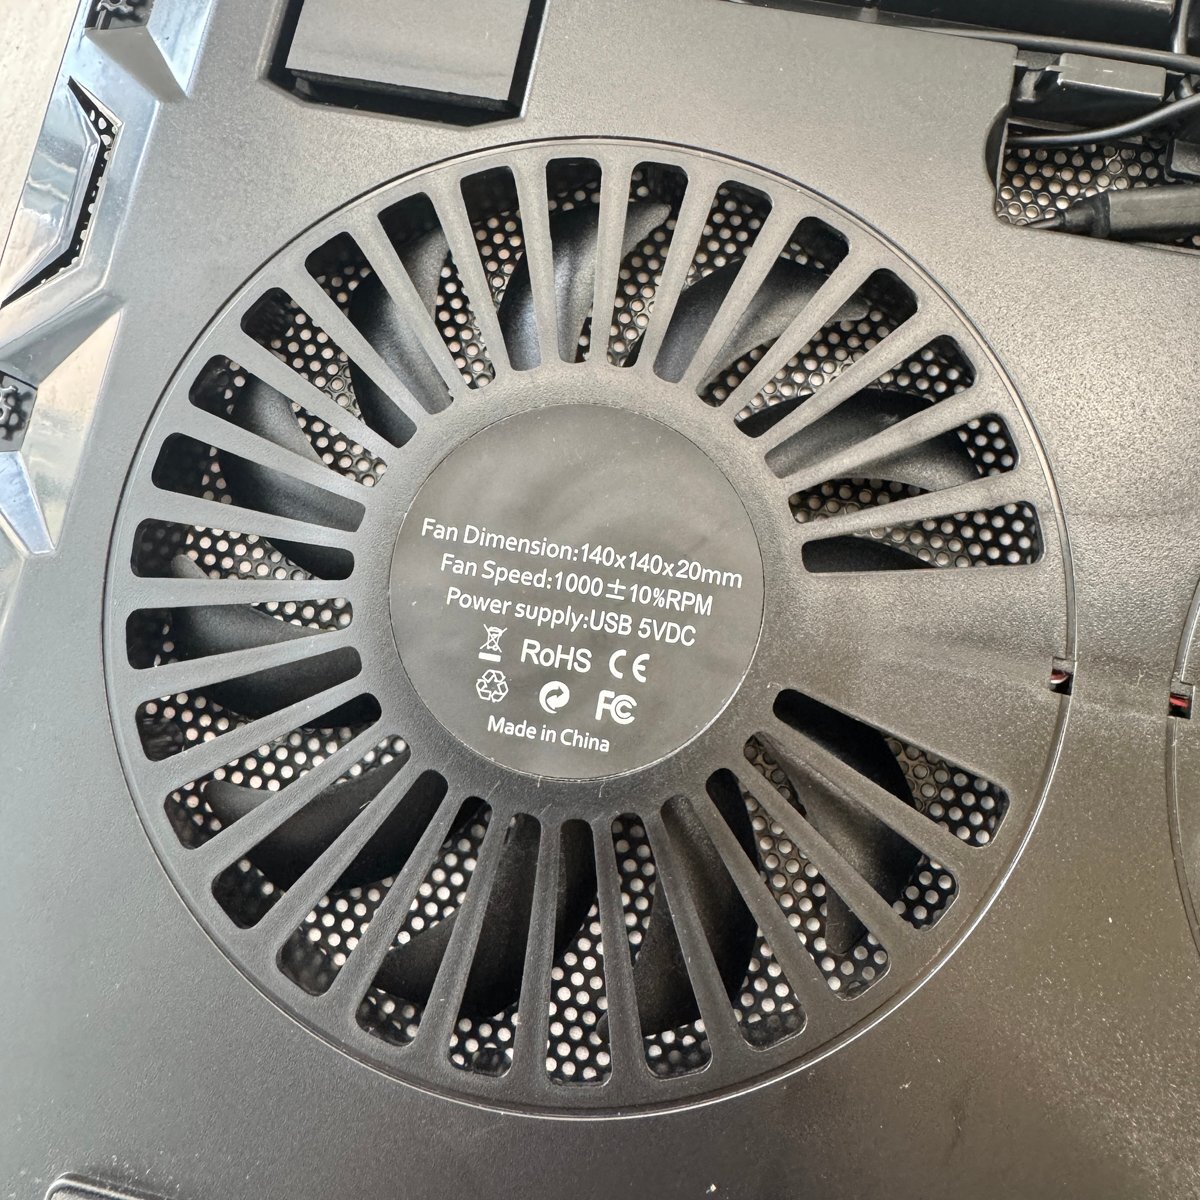 Fan Dimension:140x140x20mm
Fan Speed:1000±10%RPM
Power supply:USB 5VDC
RoHS CE
FC
Made in China